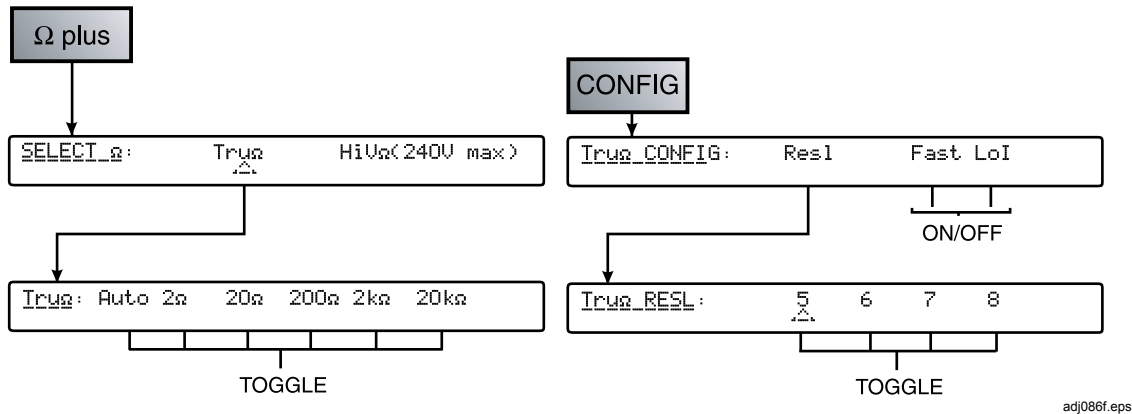 Ω plus
SELECT_Ω: TruΩ HiVΩ(240V max)
TruΩ: Auto 2Ω 20Ω 200Ω 2kΩ 20kΩ
TOGGLE
CONFIG
TruΩ_CONFIG: Resl Fast LoI
ON/OFF
TruΩ_RESL: 5 6 7 8
TOGGLE
adj086f.eps